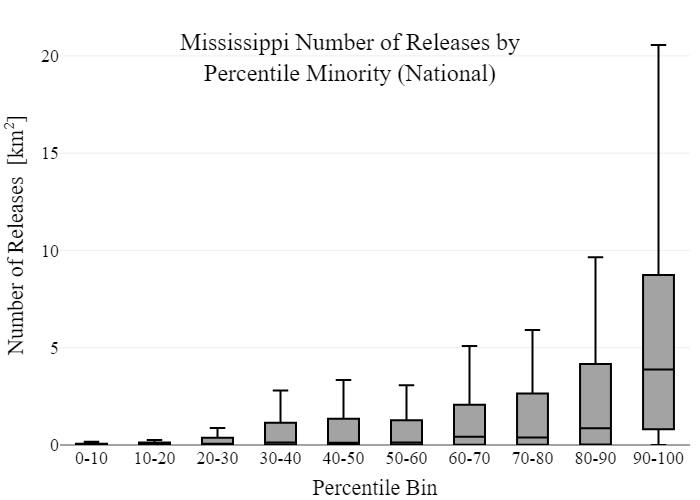 Mississippi Number of Releases by
Percentile Minority (National)
Number of Releases [km²]
20
15
10
5
0
0-10 10-20 20-30 30-40 40-50 50-60 60-70 70-80 80-90 90-100
Percentile Bin